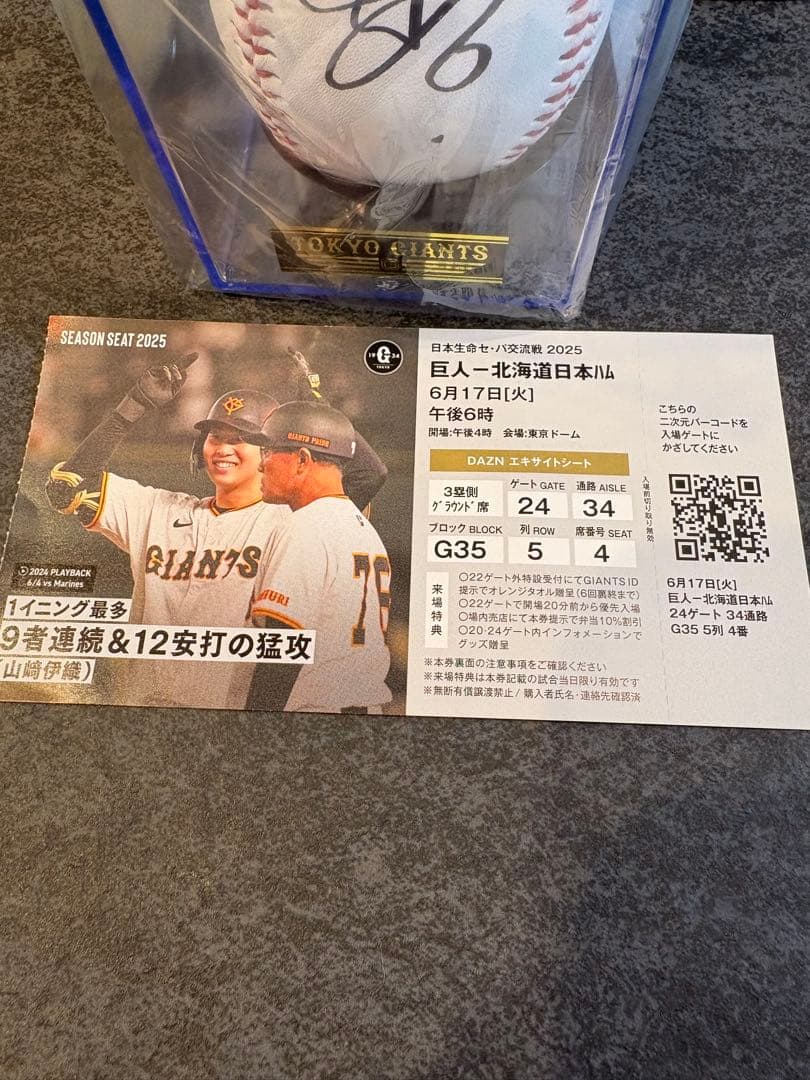 TOKYO GIANTS
SEASON SEAT 2025
19 G 34
TOKYO
GIANTS PRIDE
GIANTS
76
2024 PLAYBACK
6/4 vs Marines
1イニング最多
9者連続&12安打の猛攻
(山﨑伊織)
日本生命セ・パ交流戦 2025
巨人ー北海道日本ハム
6月17日[火]
午後6時
開場:午後4時 会場:東京ドーム
DAZN エキサイトシート
3塁側
グラウンド席
ゲート GATE
24
通路 AISLE
34
ブロック BLOCK
G35
列 ROW
5
席番号 SEAT
4
来場特典
○22ゲート外特設受付にてGIANTS ID
提示でオレンジタオル贈呈(6回裏終まで)
○22ゲートで開場20分前から優先入場
○場内売店にて本券提示で弁当10%割引
○20・24ゲート内インフォメーションで
グッズ贈呈
※本券裏面の注意事項をご確認ください
※来場特典は本券記載の試合当日限り有効です
※無断有償譲渡禁止/購入者氏名・連絡先確認済
入場前切り取り無効
こちらの
二次元バーコードを
入場ゲートに
かざしてください
6月17日(火)
巨人ー北海道日本ハム
24ゲート 34通路
G35 5列 4番